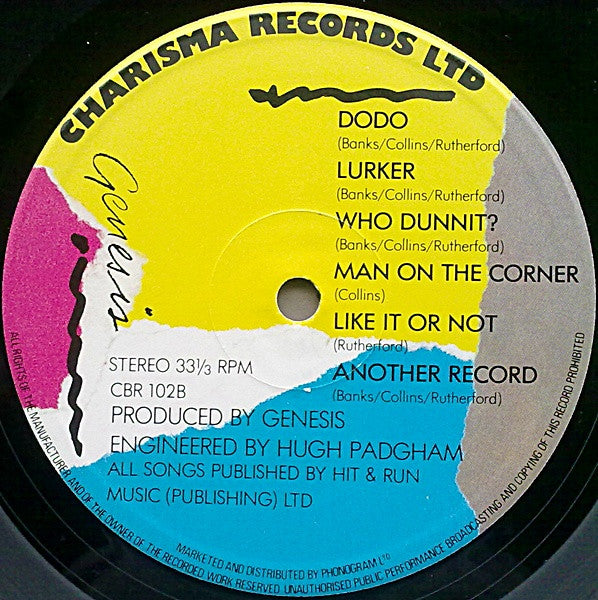 CHARISMA RECORDS LTD
Genesis
DODO
(Banks/Collins/Rutherford)
LURKER
(Banks/Collins/Rutherford)
WHO DUNNIT?
(Banks/Collins/Rutherford)
MAN ON THE CORNER
(Collins)
LIKE IT OR NOT
(Rutherford)
ANOTHER RECORD
(Banks/Collins/Rutherford)
STEREO 33⅓ RPM
CBR 102B
PRODUCED BY GENESIS
ENGINEERED BY HUGH PADGHAM
ALL SONGS PUBLISHED BY HIT & RUN
MUSIC (PUBLISHING) LTD
MARKETED AND DISTRIBUTED BY PHONOGRAM LTD
ALL RIGHTS OF THE MANUFACTURER AND OF THE OWNER OF THE RECORDED WORK RESERVED. UNAUTHORISED PUBLIC PERFORMANCE BROADCASTING AND COPYING OF THIS RECORD PROHIBITED